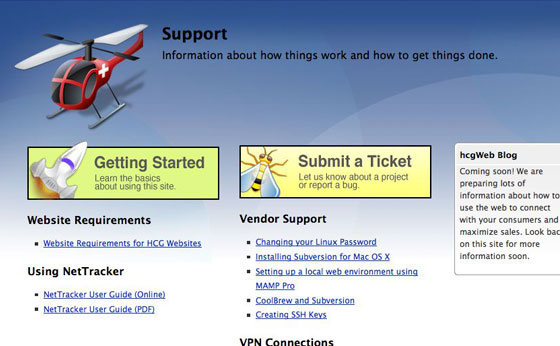 Support
Information about how things work and how to get things done.
Getting Started
Learn the basics
about using this site.
Website Requirements
Website Requirements for HCG Websites
Using NetTracker
NetTracker User Guide (Online)
NetTracker User Guide (PDF)
Submit a Ticket
Let us know about a project
or report a bug.
Vendor Support
Changing your Linux Password
Installing Subversion for Mac OS X
Setting up a local web environment using
MAMP Pro
CoolBrew and Subversion
Creating SSH Keys
VPN Connections
hcgWeb Blog
Coming soon! We are
preparing lots of
information about how to
use the web to connect
with your consumers and
maximize sales. Look back
on this site for more
information soon.